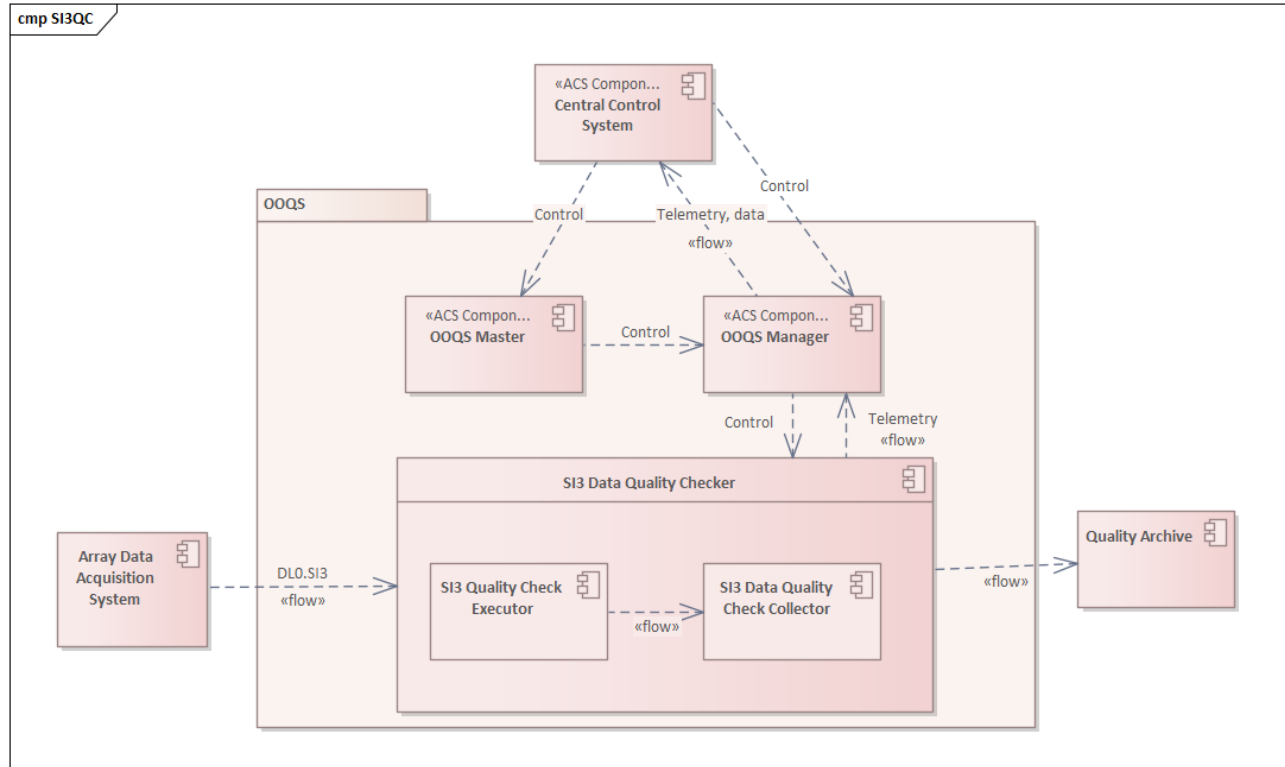 cmp SI3QC
«ACS Compon...
Central Control
System
Control
OOQS
Control
Telemetry, data
«flow»
«ACS Compon...
OOQS Master
Control
«ACS Compon...
OOQS Manager
Control
Telemetry
«flow»
SI3 Data Quality Checker
Array Data
Acquisition
System
DL0.SI3
«flow»
SI3 Quality Check
Executor
«flow»
SI3 Data Quality
Check Collector
«flow»
Quality Archive